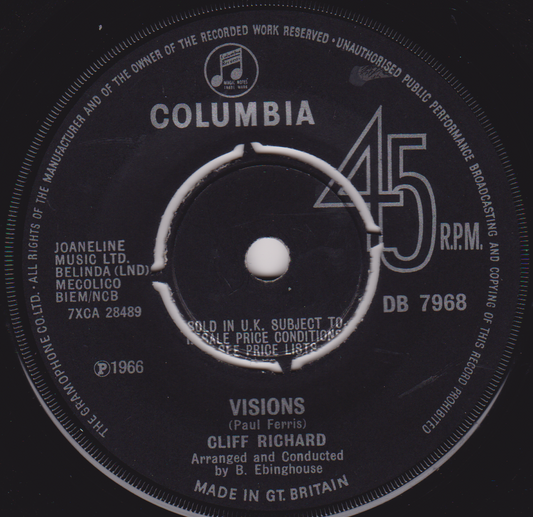 THE GRAMOPHONE CO. LTD. · ALL RIGHTS OF THE MANUFACTURER AND OF THE OWNER OF THE RECORDED WORK RESERVED · UNAUTHORISED PUBLIC PERFORMANCE BROADCASTING AND COPYING OF THIS RECORD PROHIBITED
COLUMBIA
45
R.P.M.
JOANELINE
MUSIC LTD.
BELINDA (LND)
MECOLICO
BIEM/NCB
7XCA 28489
DB 7968
SOLD IN U.K. SUBJECT TO
RESALE PRICE CONDITIONS
SEE PRICE LISTS
Ⓟ1966
VISIONS
(Paul Ferris)
CLIFF RICHARD
Arranged and Conducted
by B. Ebinghouse
MADE IN GT. BRITAIN